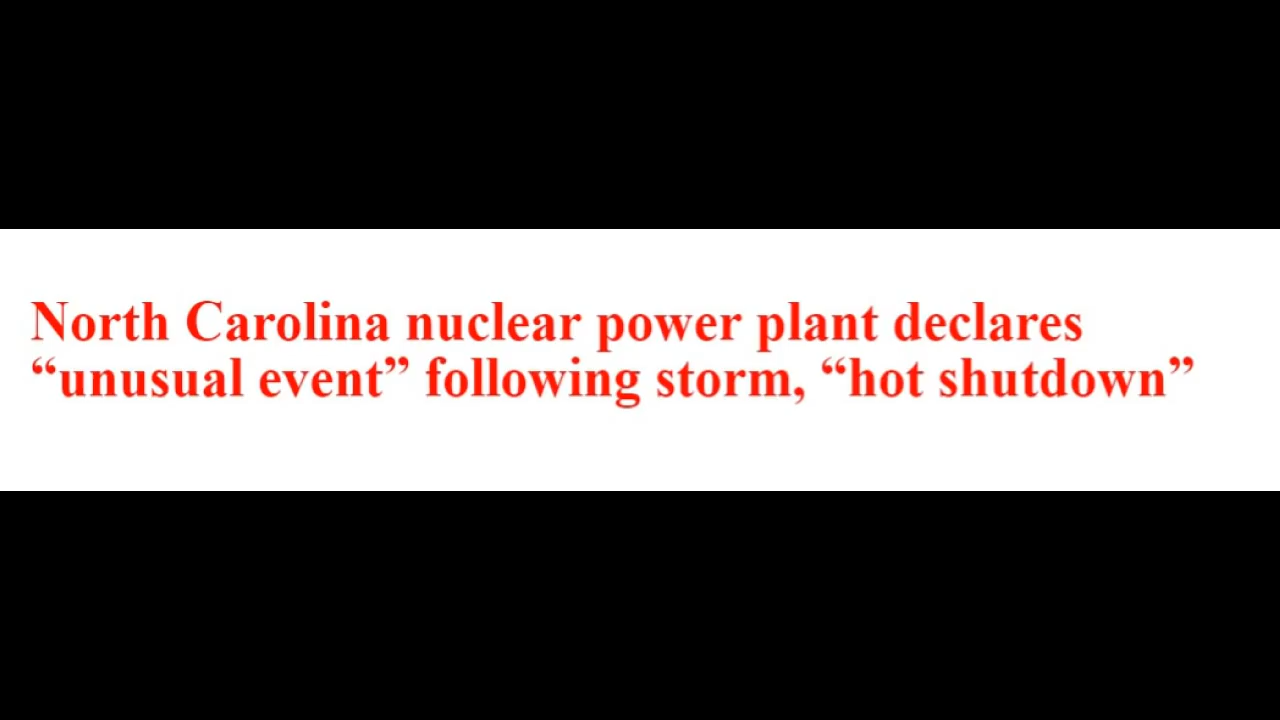 North Carolina nuclear power plant declares
“unusual event” following storm, “hot shutdown”